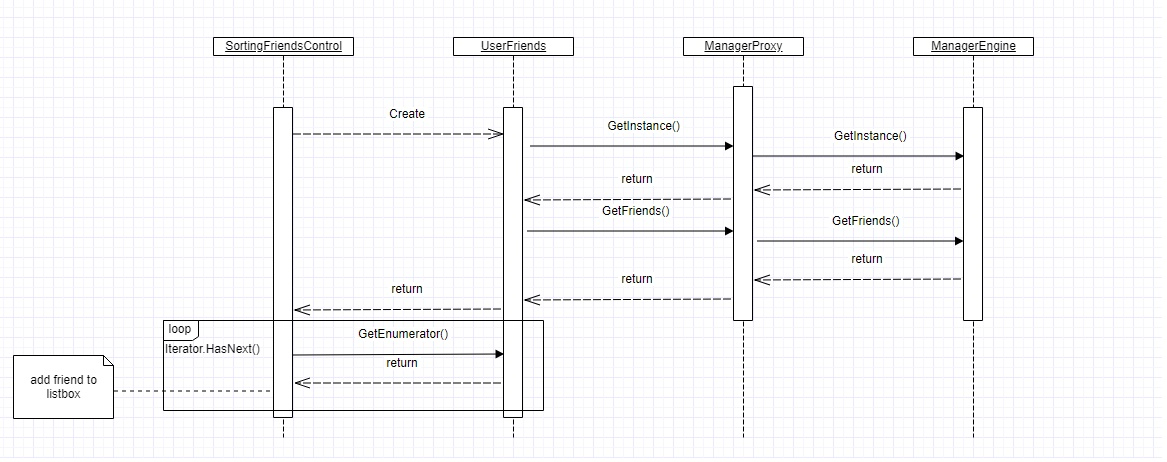 SortingFriendsControl
UserFriends
ManagerProxy
ManagerEngine
Create
GetInstance()
GetInstance()
return
return
GetFriends()
GetFriends()
return
return
return
loop
GetEnumerator()
Iterator.HasNext()
return
add friend to
listbox